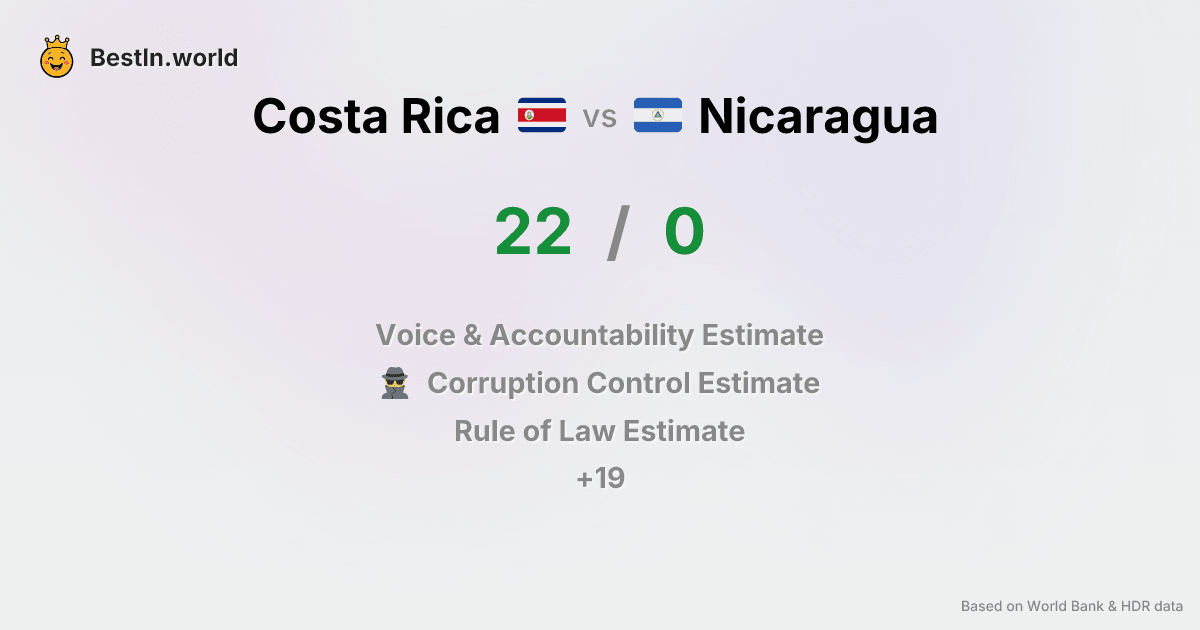 BestIn.world
Costa Rica vs Nicaragua
22 / 0
Voice & Accountability Estimate
Corruption Control Estimate
Rule of Law Estimate
+19
Based on World Bank & HDR data